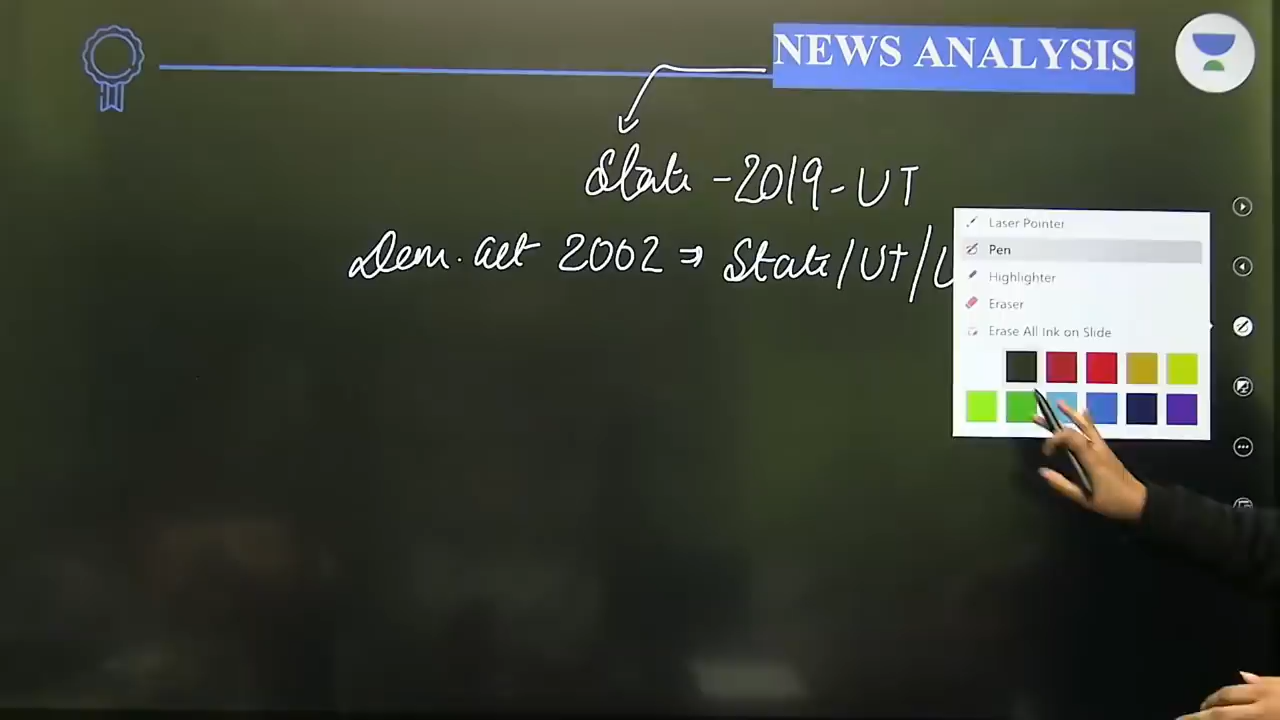 NEWS ANALYSIS
State - 2019 - UT
Dem. act 2002 ⇒ State/UT/
Laser Pointer
Pen
Highlighter
Eraser
Erase All Ink on Slide